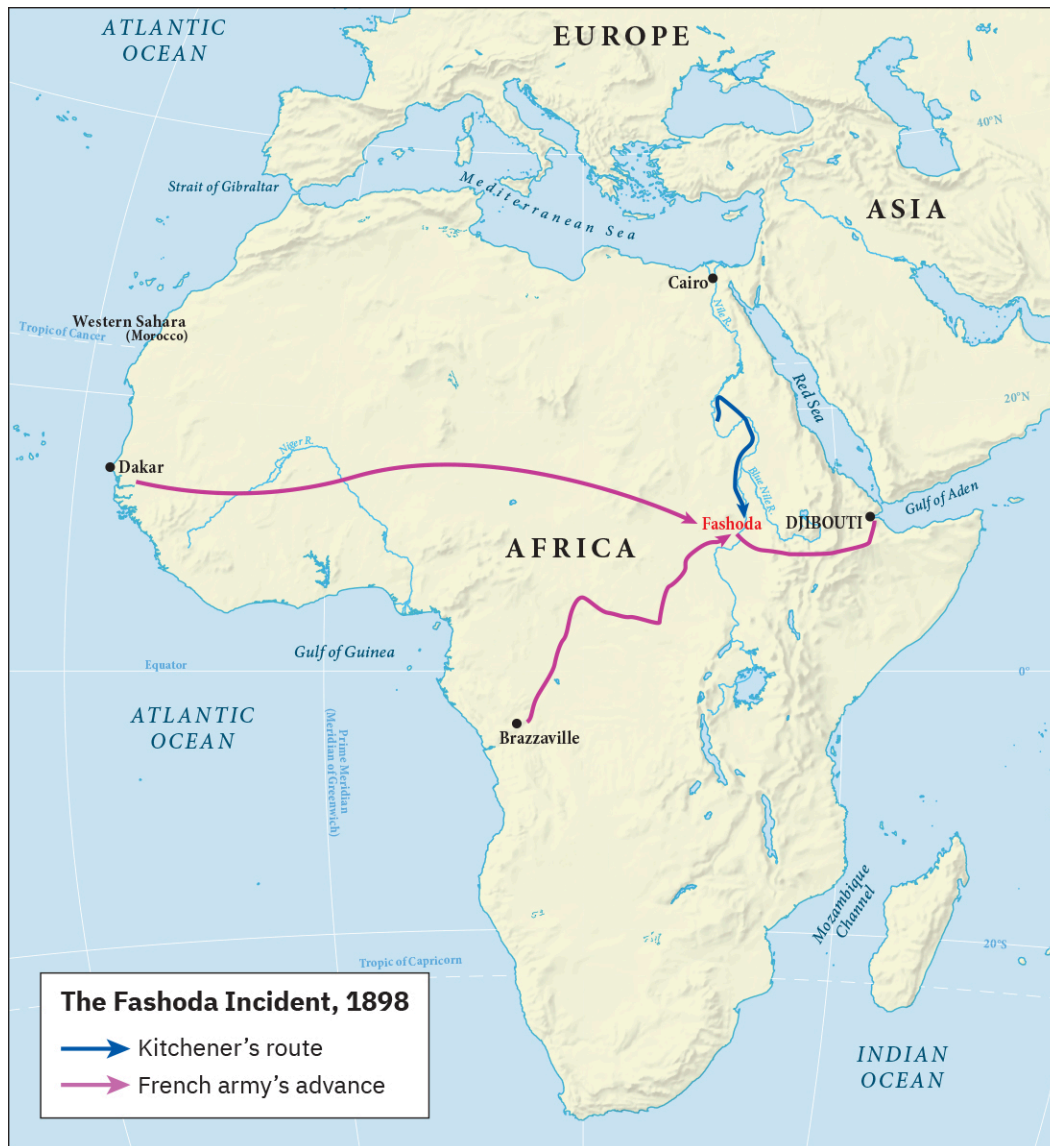 ATLANTIC
OCEAN
EUROPE
40°N
Strait of Gibraltar
Mediterranean Sea
ASIA
Cairo
Nile R.
Western Sahara
(Morocco)
Tropic of Cancer
Red Sea
20°N
Niger R.
Dakar
Blue Nile R.
Gulf of Aden
Fashoda
DJIBOUTI
AFRICA
Gulf of Guinea
Equator
0°
ATLANTIC
OCEAN
Prime Meridian
(Meridian of Greenwich)
Brazzaville
Mozambique
Channel
20°S
Tropic of Capricorn
The Fashoda Incident, 1898
Kitchener's route
French army's advance
INDIAN
OCEAN